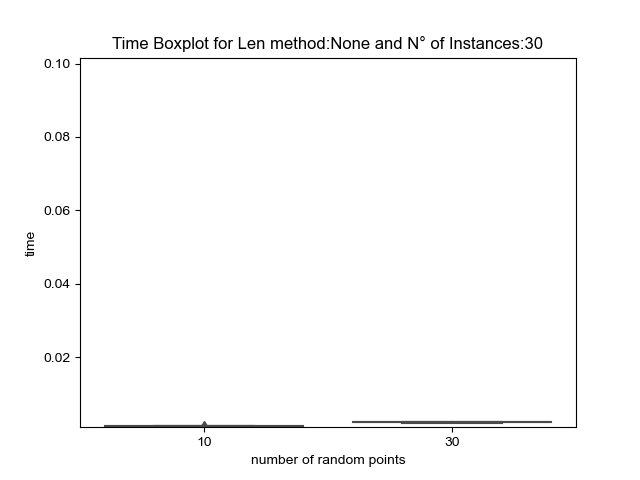 Time Boxplot for Len method:None and N° of Instances:30
0.10
0.08
0.06
0.04
0.02
time
10 30
number of random points